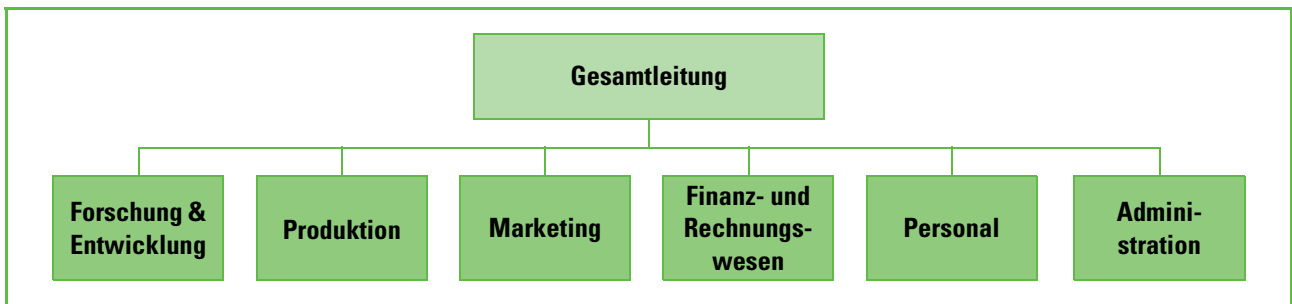 Gesamtleitung
Forschung &
Entwicklung
Produktion
Marketing
Finanz- und
Rechnungs-
wesen
Personal
Admini-
stration